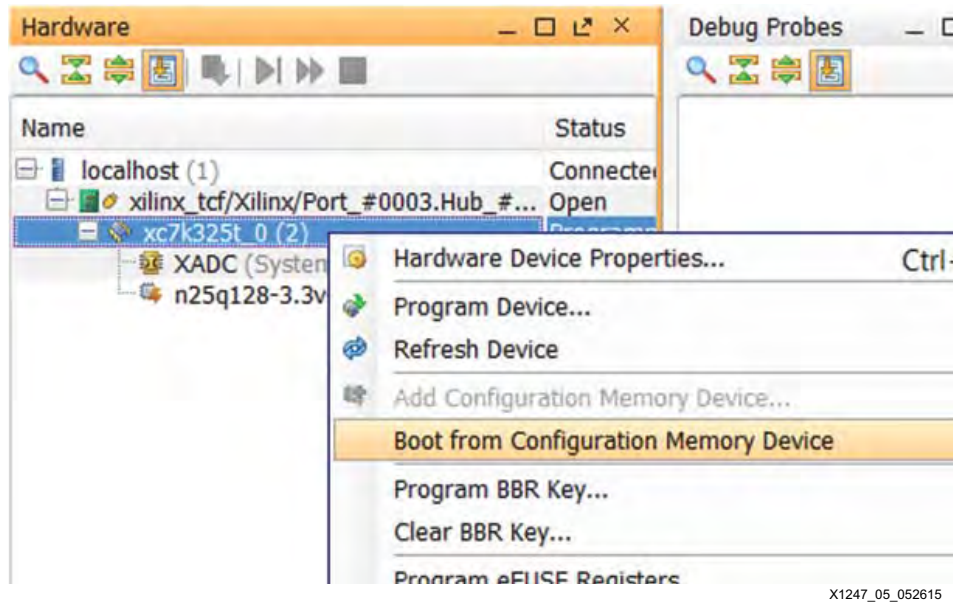 Hardware
Debug Probes
Name
Status
localhost (1)
Connected
xilinx_tcf/Xilinx/Port_#0003.Hub_#... Open
xc7k325t_0 (2)
XADC (System
n25q128-3.3v
Hardware Device Properties... Ctrl-
Program Device...
Refresh Device
Add Configuration Memory Device...
Boot from Configuration Memory Device
Program BBR Key...
Clear BBR Key...
Program eFUSE Registers
X1247_05_052615